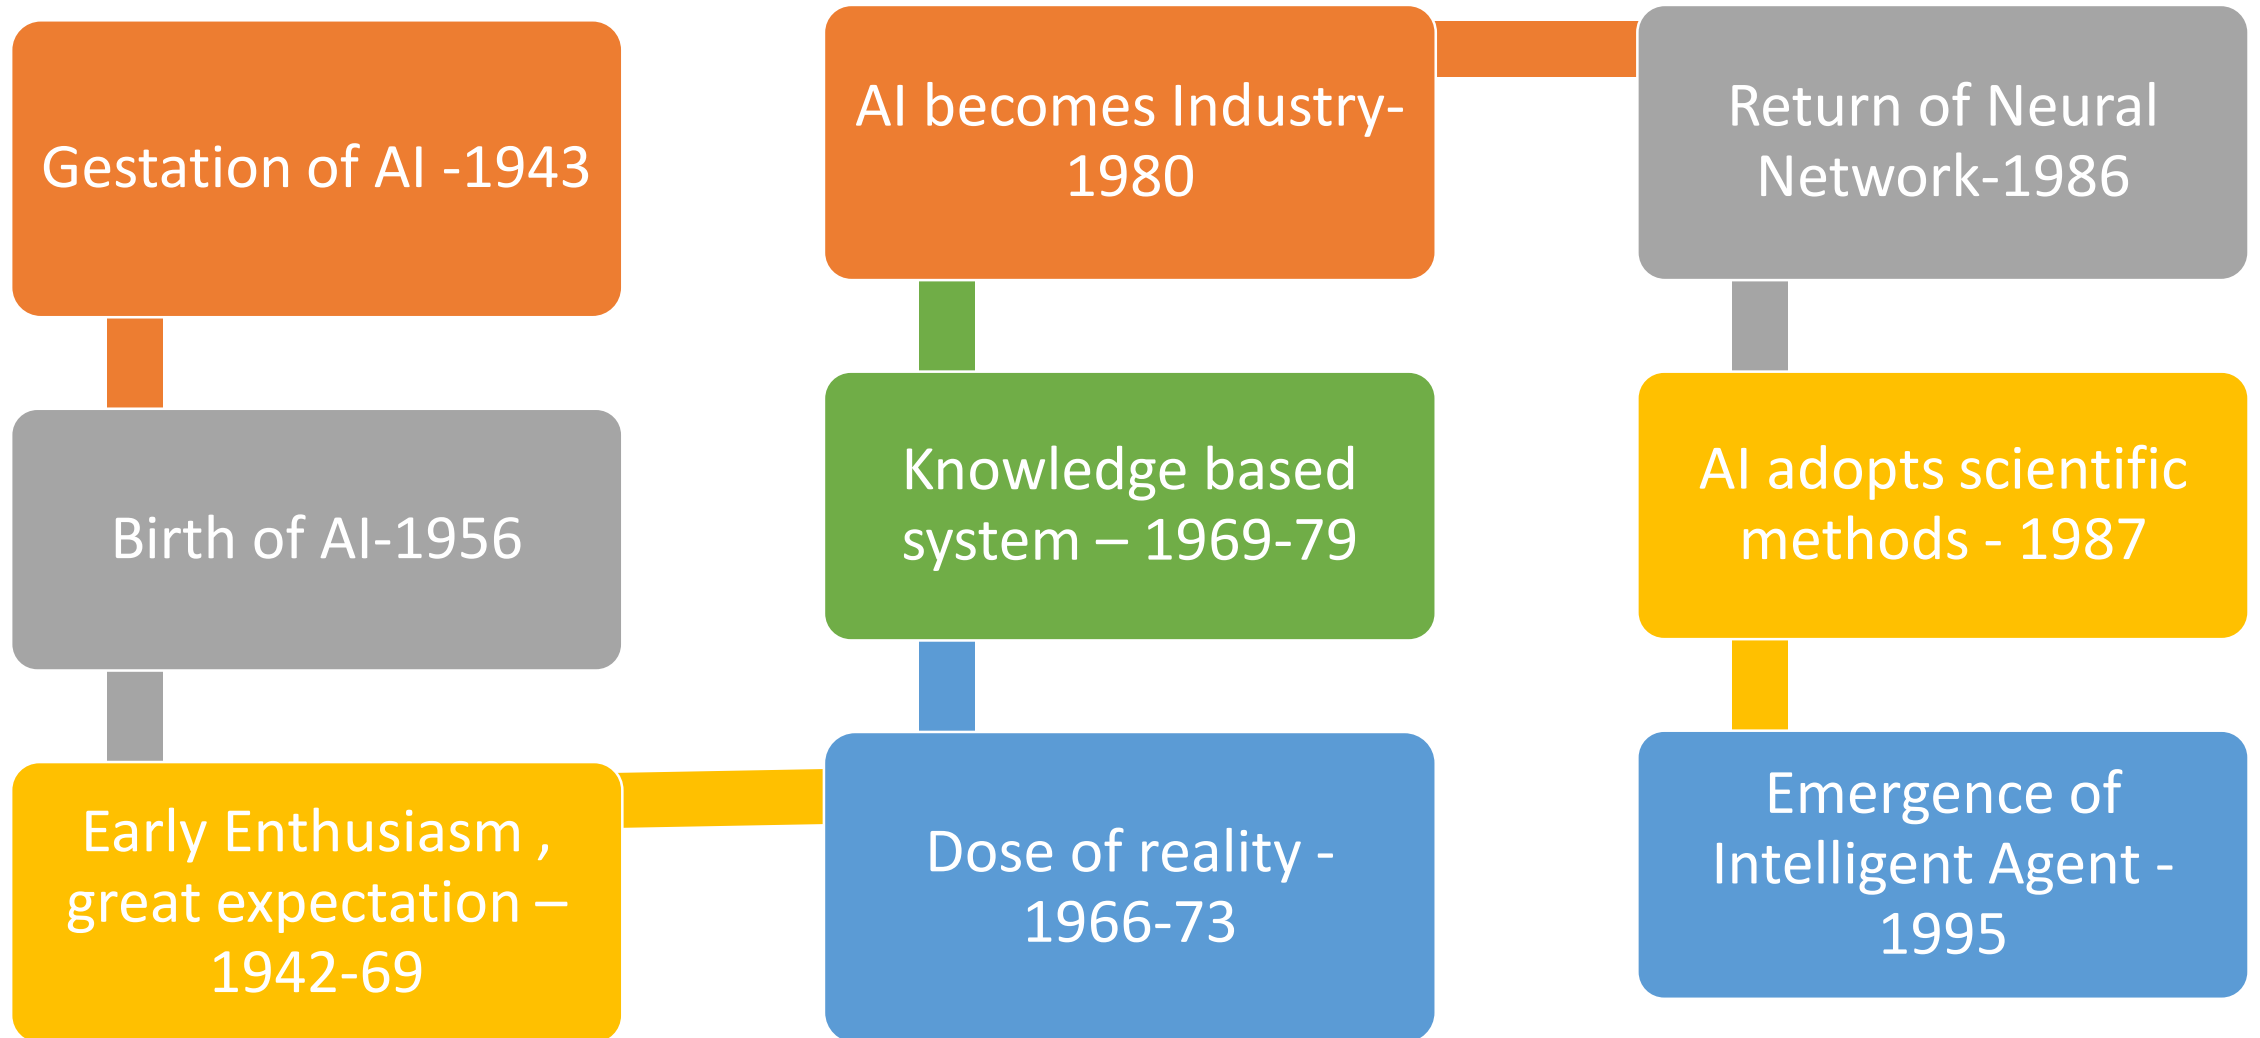 Gestation of AI -1943
Birth of AI-1956
Early Enthusiasm ,
great expectation –
1942-69
Dose of reality -
1966-73
Knowledge based
system – 1969-79
AI becomes Industry-
1980
Return of Neural
Network-1986
AI adopts scientific
methods - 1987
Emergence of
Intelligent Agent -
1995